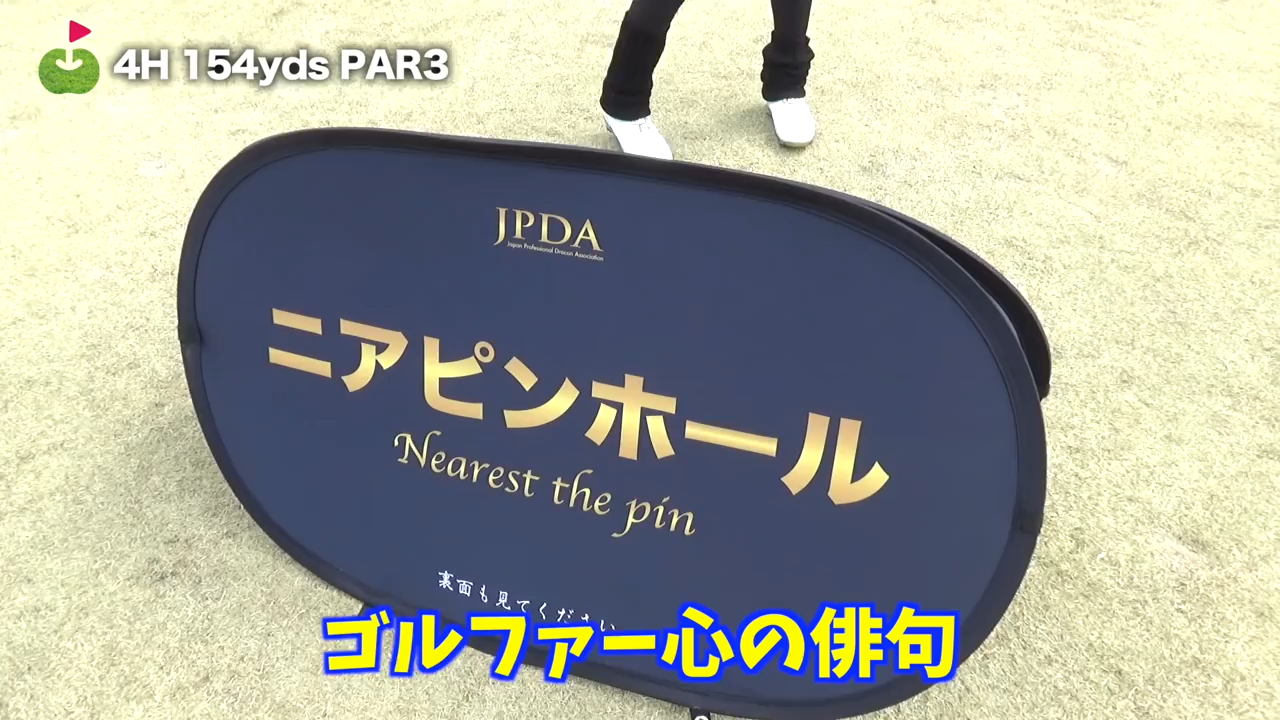 4H 154yds PAR3
JPDA
Japan Professional Dracon Association
ニアピンホール
Nearest the pin
裏面も見てください
ゴルファー心の俳句